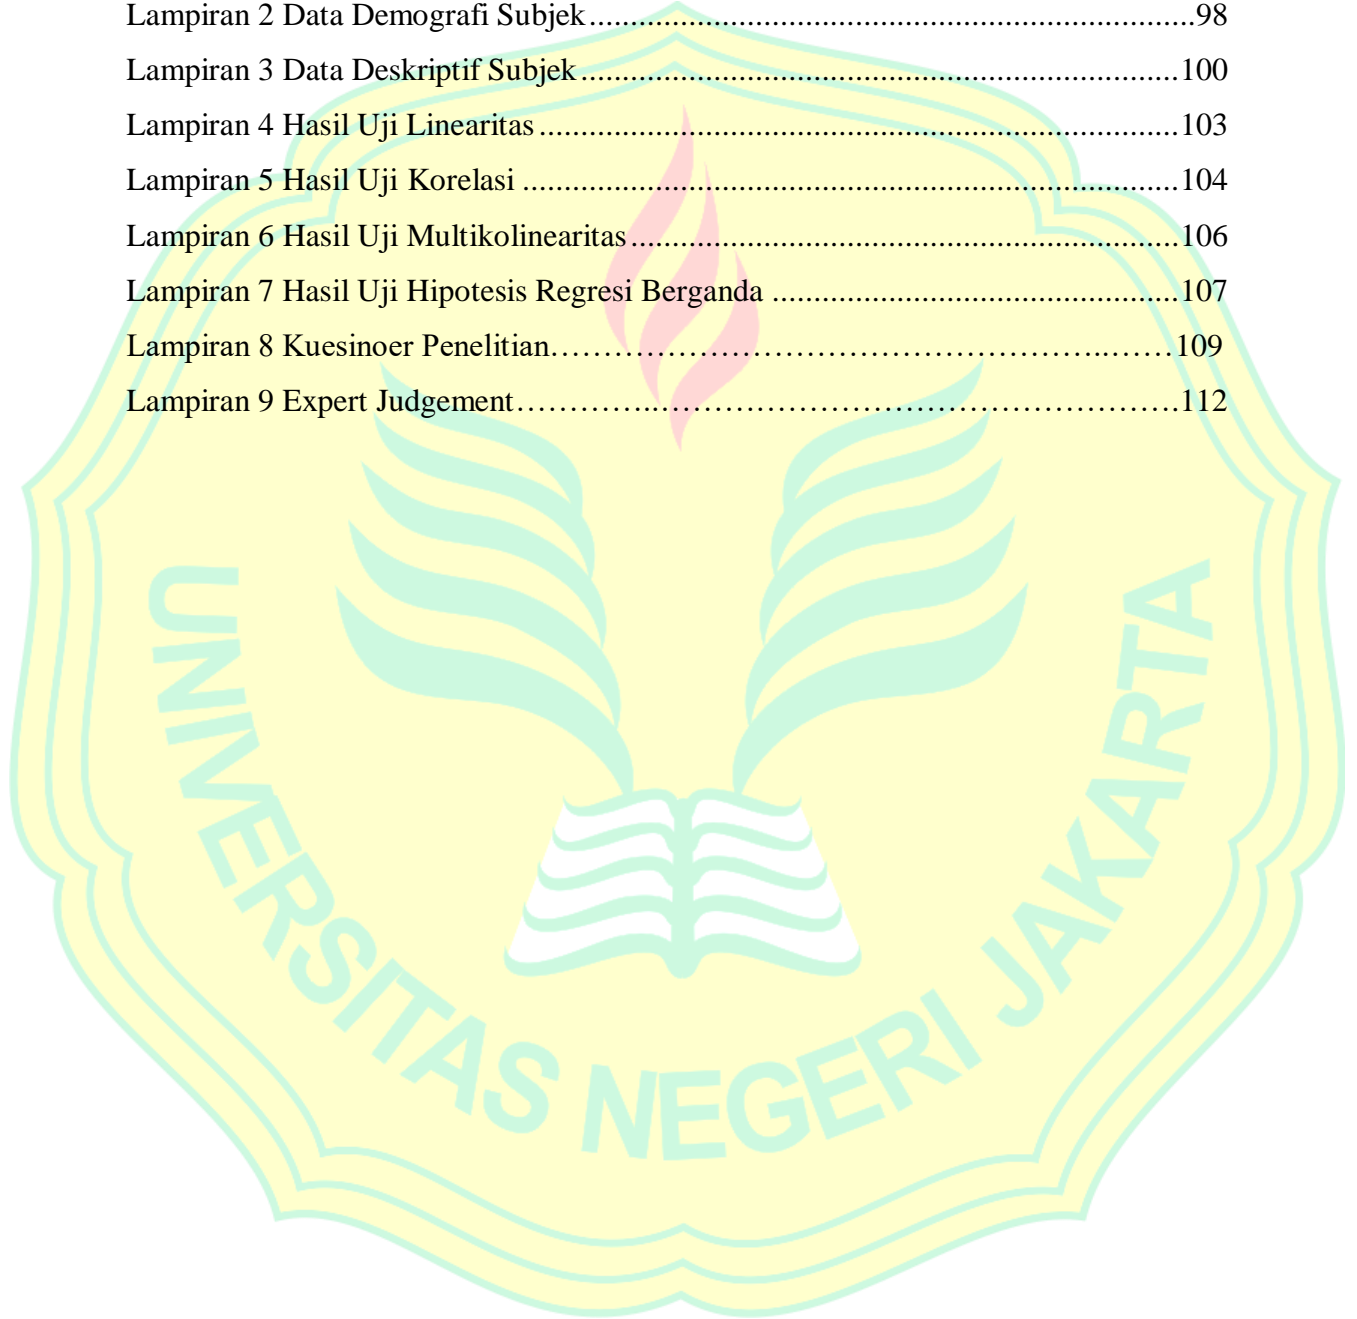 Lampiran 2 Data Demografi Subjek..........................................................................98
Lampiran 3 Data Deskriptif Subjek.........................................................................100
Lampiran 4 Hasil Uji Linearitas..............................................................................103
Lampiran 5 Hasil Uji Korelasi ................................................................................104
Lampiran 6 Hasil Uji Multikolinearitas...................................................................106
Lampiran 7 Hasil Uji Hipotesis Regresi Berganda .................................................107
Lampiran 8 Kuesinoer Penelitian………………………………………………..……109
Lampiran 9 Expert Judgement…………..…………………………………………….112
UNIVERSITAS NEGERI JAKARTA